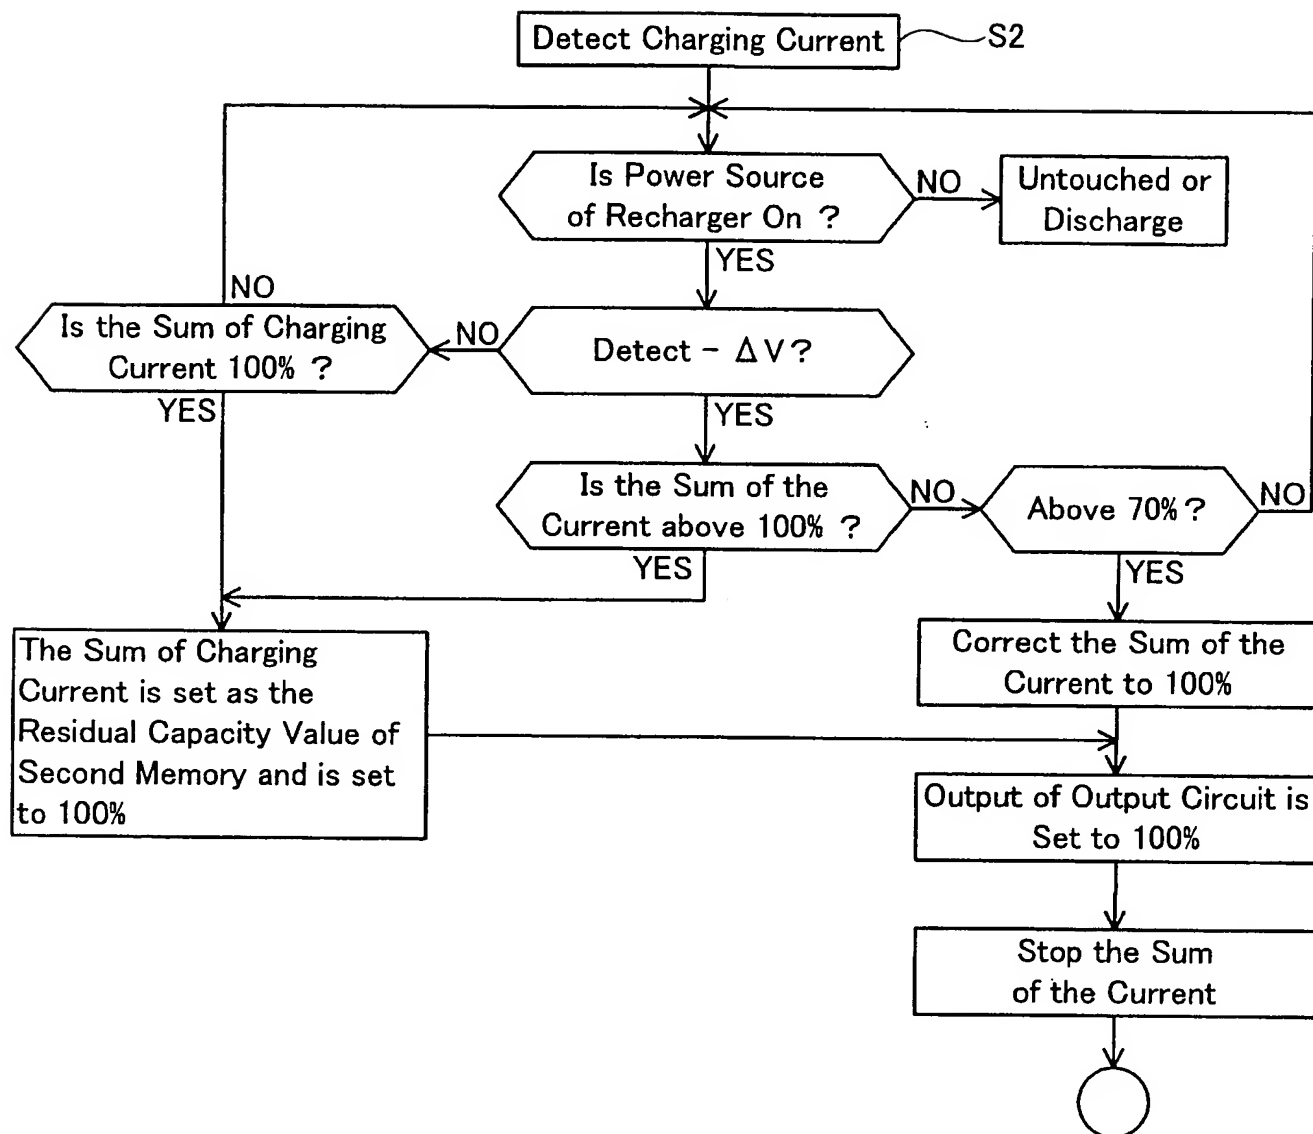 Detect Charging Current
S2
Is Power Source
of Recharger On ?
NO
Untouched or
Discharge
YES
NO
Is the Sum of Charging
Current 100% ?
NO
Detect - ΔV?
YES
YES
Is the Sum of the
Current above 100% ?
NO
Above 70%?
NO
YES
YES
The Sum of Charging
Current is set as the
Residual Capacity Value of
Second Memory and is set
to 100%
Correct the Sum of the
Current to 100%
Output of Output Circuit is
Set to 100%
Stop the Sum
of the Current